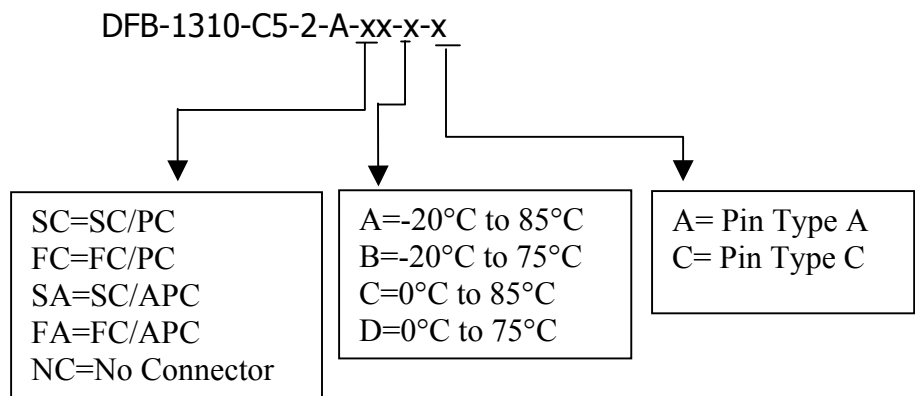 DFB-1310-C5-2-A-xx-x-x
SC=SC/PC
FC=FC/PC
SA=SC/APC
FA=FC/APC
NC=No Connector
A=-20°C to 85°C
B=-20°C to 75°C
C=0°C to 85°C
D=0°C to 75°C
A= Pin Type A
C= Pin Type C